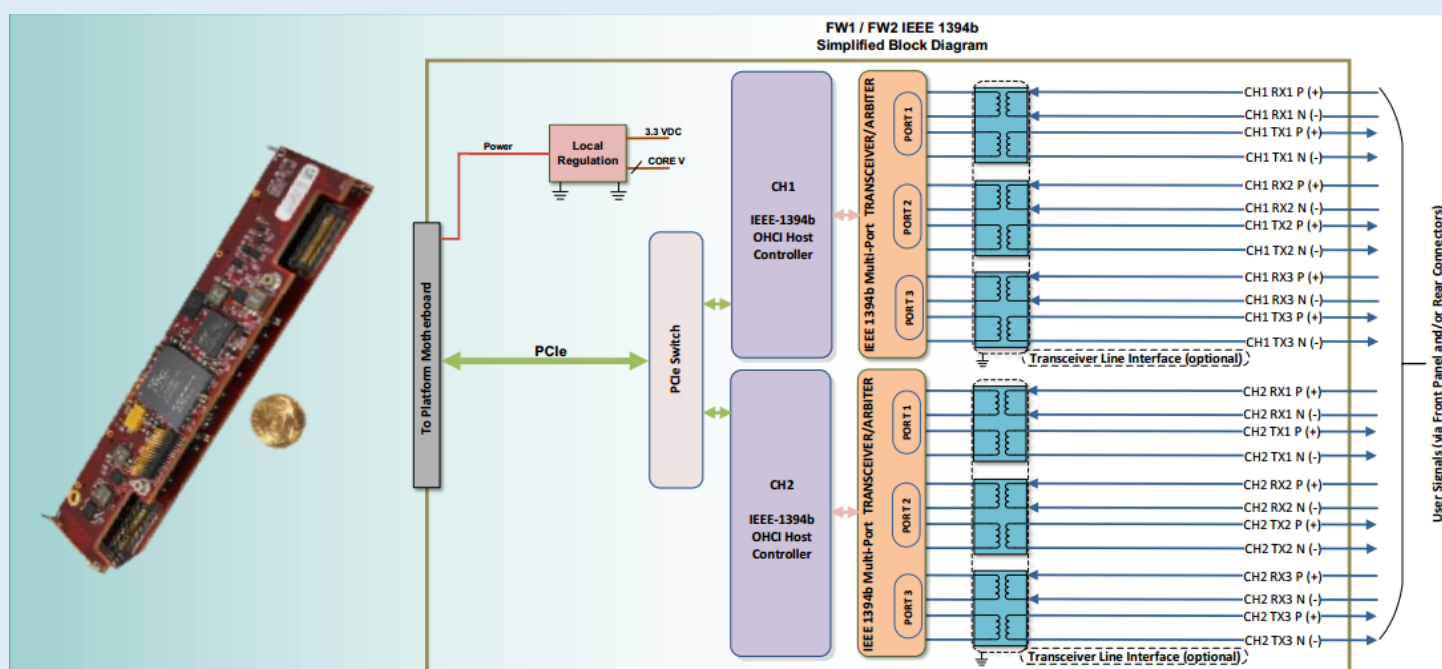 FW1 / FW2 IEEE 1394b
Simplified Block Diagram
Power
Local
Regulation
3.3 VDC
CORE V
To Platform Motherboard
PCIe
PCIe Switch
CH1
IEEE-1394b
OHCI Host
Controller
IEEE 1394b Multi-Port TRANSCEIVER/ARBITER
PORT 1
PORT 2
PORT 3
CH1 RX1 P (+)
CH1 RX1 N (-)
CH1 TX1 P (+)
CH1 TX1 N (-)
CH1 RX2 P (+)
CH1 RX2 N (-)
CH1 TX2 P (+)
CH1 TX2 N (-)
CH1 RX3 P (+)
CH1 RX3 N (-)
CH1 TX3 P (+)
CH1 TX3 N (-)
Transceiver Line Interface (optional)
CH2
IEEE-1394b
OHCI Host
Controller
IEEE 1394b Multi-Port TRANSCEIVER/ARBITER
PORT 1
PORT 2
PORT 3
CH2 RX1 P (+)
CH2 RX1 N (-)
CH2 TX1 P (+)
CH2 TX1 N (-)
CH2 RX2 P (+)
CH2 RX2 N (-)
CH2 TX2 P (+)
CH2 TX2 N (-)
CH2 RX3 P (+)
CH2 RX3 N (-)
CH2 TX3 P (+)
CH2 TX3 N (-)
Transceiver Line Interface (optional)
User Signals (via Front Panel and/or Rear Connectors)